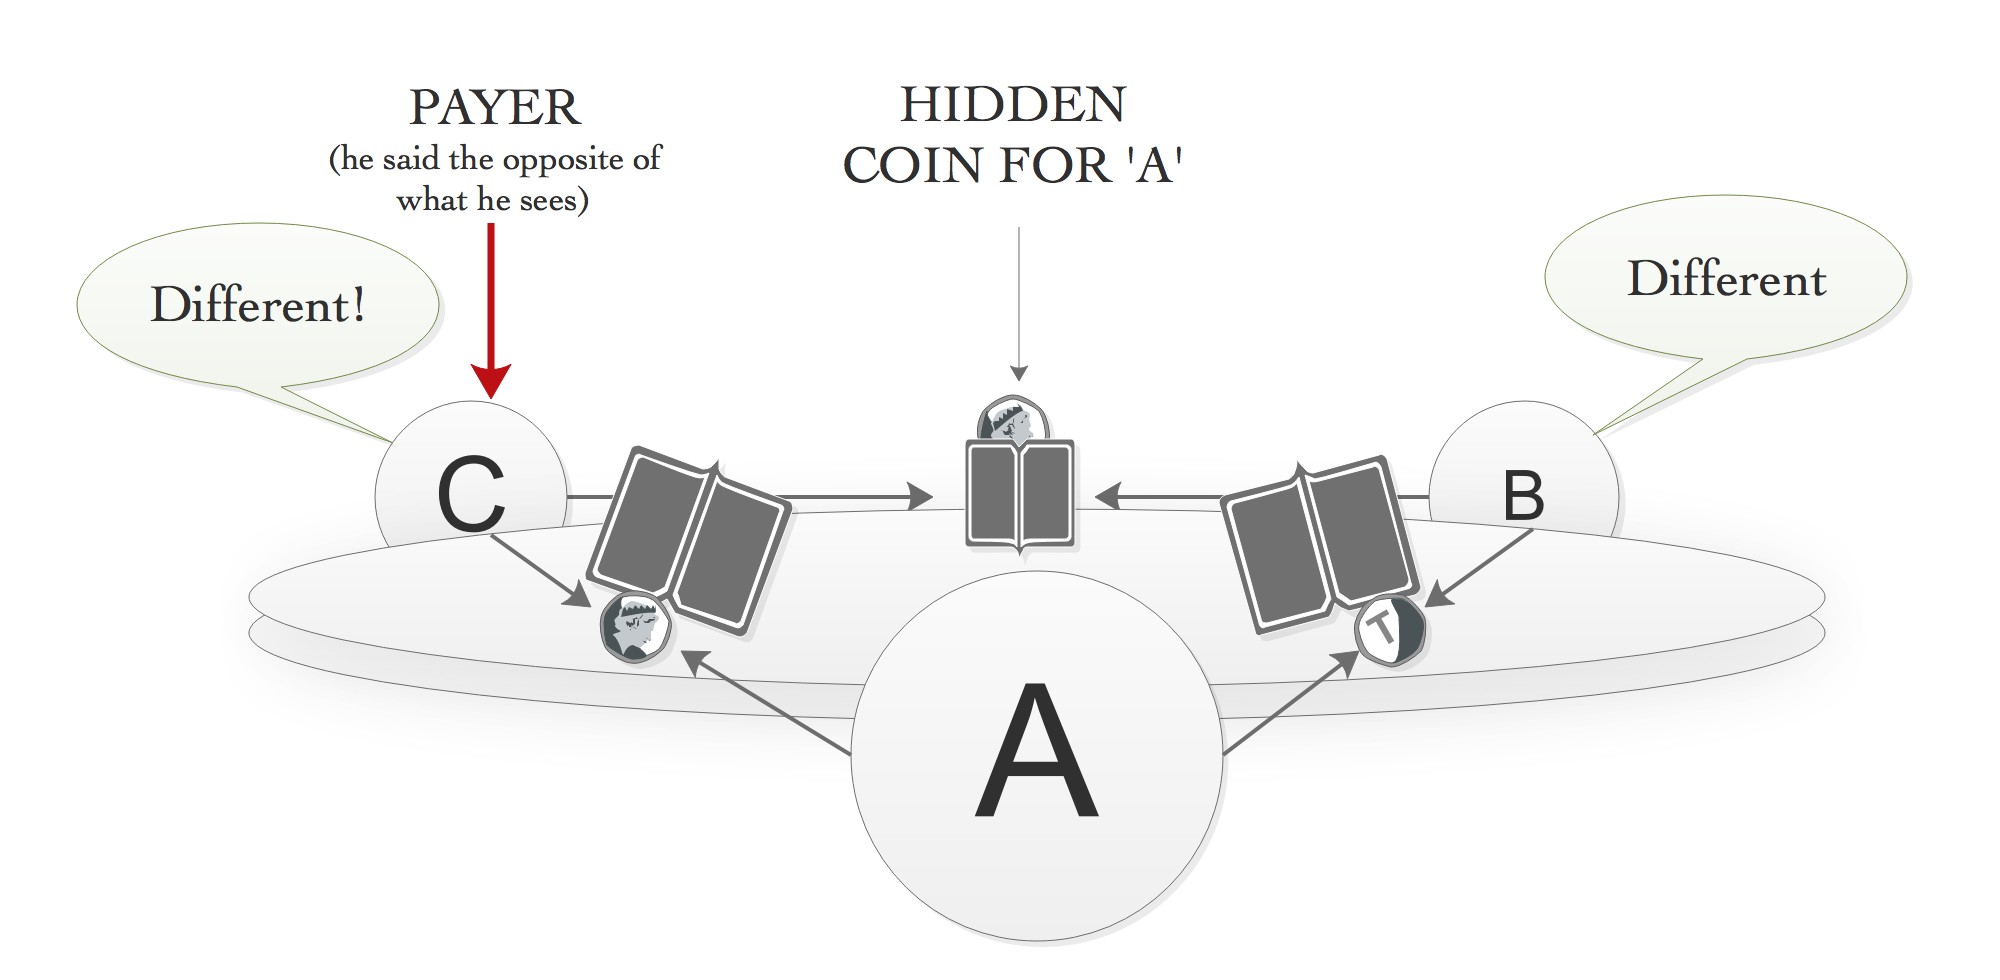 PAYER
(he said the opposite of
what he sees)
HIDDEN
COIN FOR 'A'
Different!
Different
C
B
T
A